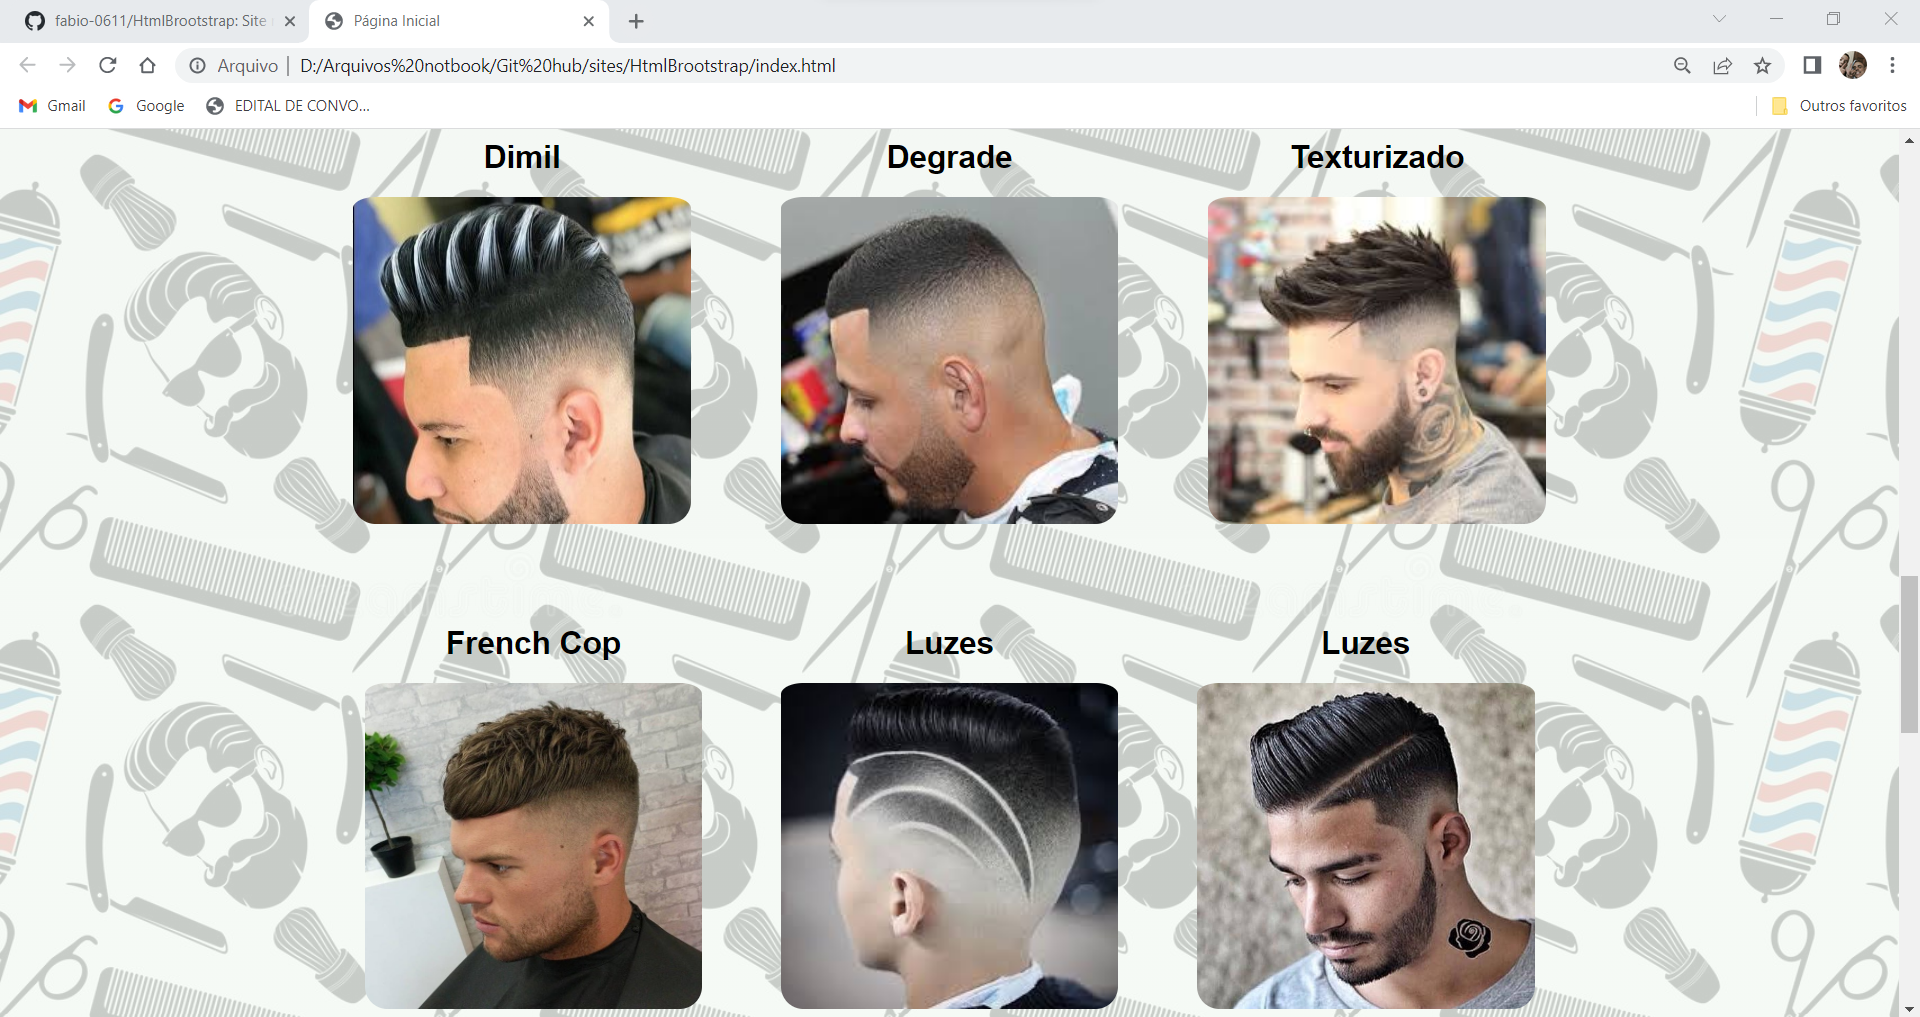 fabio-0611/HtmlBrootstrap: Site
Página Inicial
Arquivo
D:/Arquivos%20notbook/Git%20hub/sites/HtmlBrootstrap/index.html
Gmail
Google
EDITAL DE CONVO...
Outros favoritos
Dimil
Degrade
Texturizado
French Cop
Luzes
Luzes